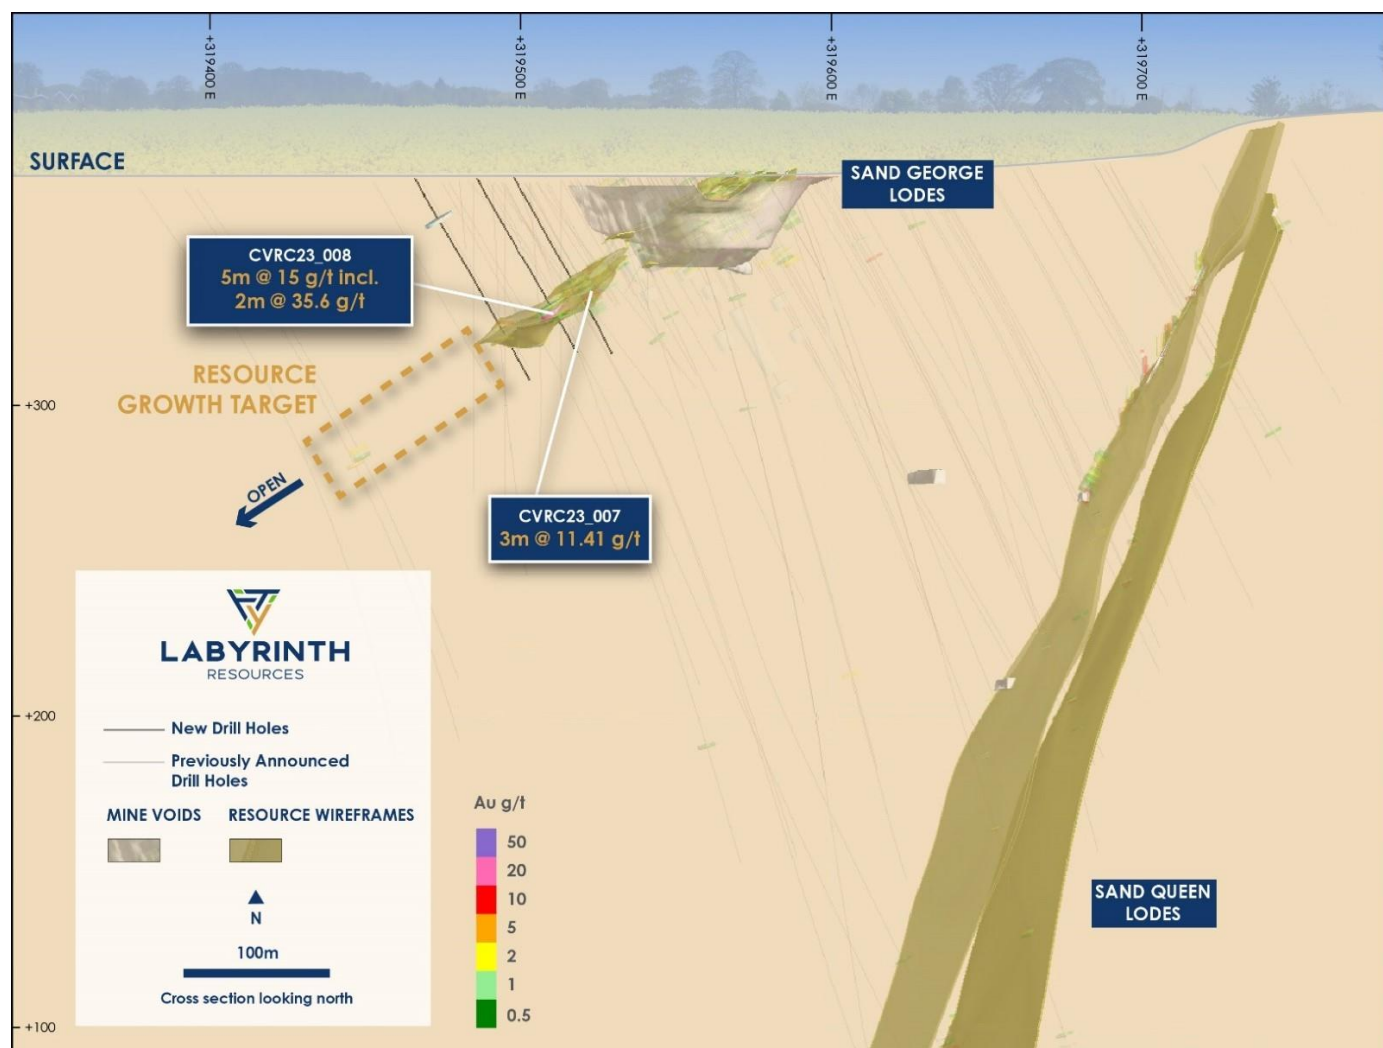 +319400 E
+319500 E
+319600 E
+319700 E
SURFACE
SAND GEORGE
LODES
CVRC23_008
5m @ 15 g/t incl.
2m @ 35.6 g/t
RESOURCE
GROWTH TARGET
+300
OPEN
CVRC23_007
3m @ 11.41 g/t
LABYRINTH
RESOURCES
+200
New Drill Holes
Previously Announced
Drill Holes
MINE VOIDS
RESOURCE WIREFRAMES
N
100m
Cross section looking north
Au g/t
50
20
10
5
2
1
0.5
SAND QUEEN
LODES
+100